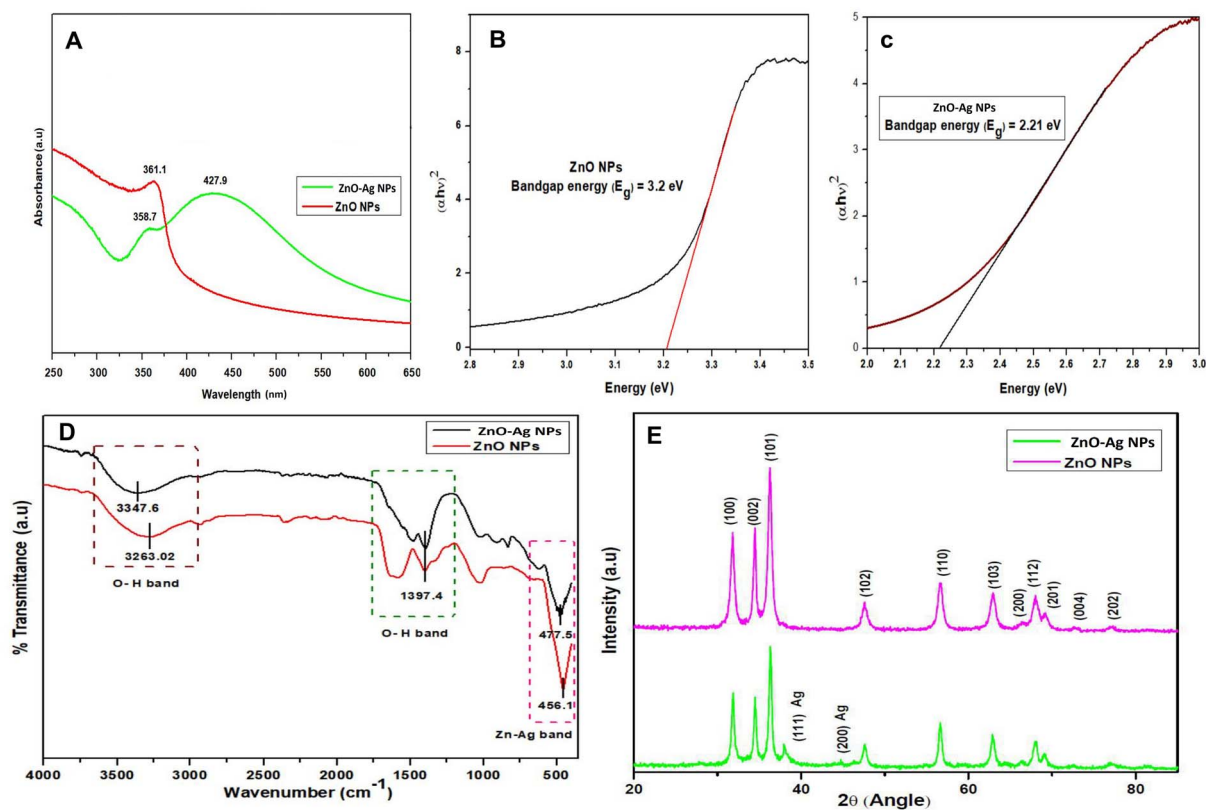 A
Absorbance (a.u)
361.1
358.7
427.9
ZnO-Ag NPs
ZnO NPs
250 300 350 400 450 500 550 600 650
Wavelength (nm)
B
(αhν)²
8
6
4
2
0
ZnO NPs
Bandgap energy (Eg) = 3.2 eV
2.8 2.9 3.0 3.1 3.2 3.3 3.4 3.5
Energy (eV)
c
(αhν)²
5
4
3
2
1
0
ZnO-Ag NPs
Bandgap energy (Eg) = 2.21 eV
2.0 2.1 2.2 2.3 2.4 2.5 2.6 2.7 2.8 2.9 3.0
Energy (eV)
D
% Transmittance (a.u)
ZnO-Ag NPs
ZnO NPs
3347.6
3263.02
O- H band
1397.4
O-H band
477.5
456.1
Zn-Ag band
4000 3500 3000 2500 2000 1500 1000 500
Wavenumber (cm⁻¹)
E
Intensity (a.u)
ZnO-Ag NPs
ZnO NPs
(100)
(002)
(101)
(102)
(110)
(103)
(200)
(112)
(201)
(004)
(202)
(111) Ag
(200) Ag
20 40 60 80
2θ (Angle)